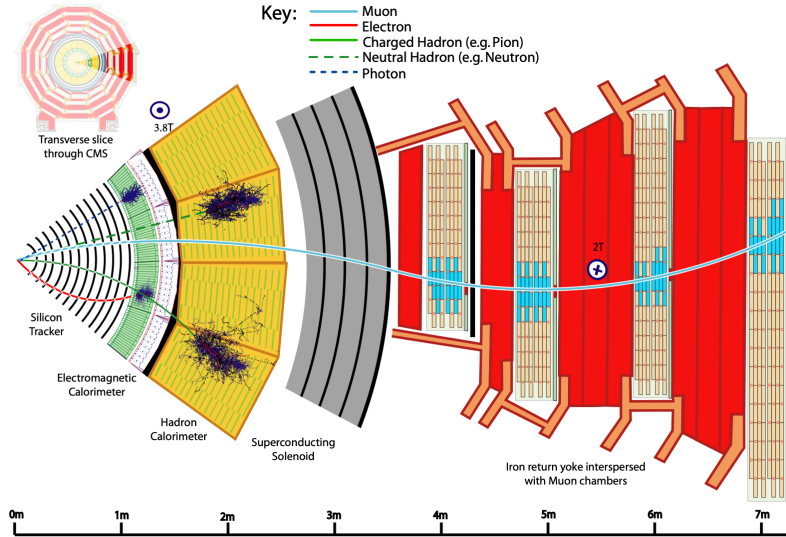 Key:
Muon
Electron
Charged Hadron (e.g. Pion)
Neutral Hadron (e.g. Neutron)
Photon
Transverse slice
through CMS
3.8T
2T
Silicon
Tracker
Electromagnetic
Calorimeter
Hadron
Calorimeter
Superconducting
Solenoid
Iron return yoke interspersed
with Muon chambers
0m
1m
2m
3m
4m
5m
6m
7m